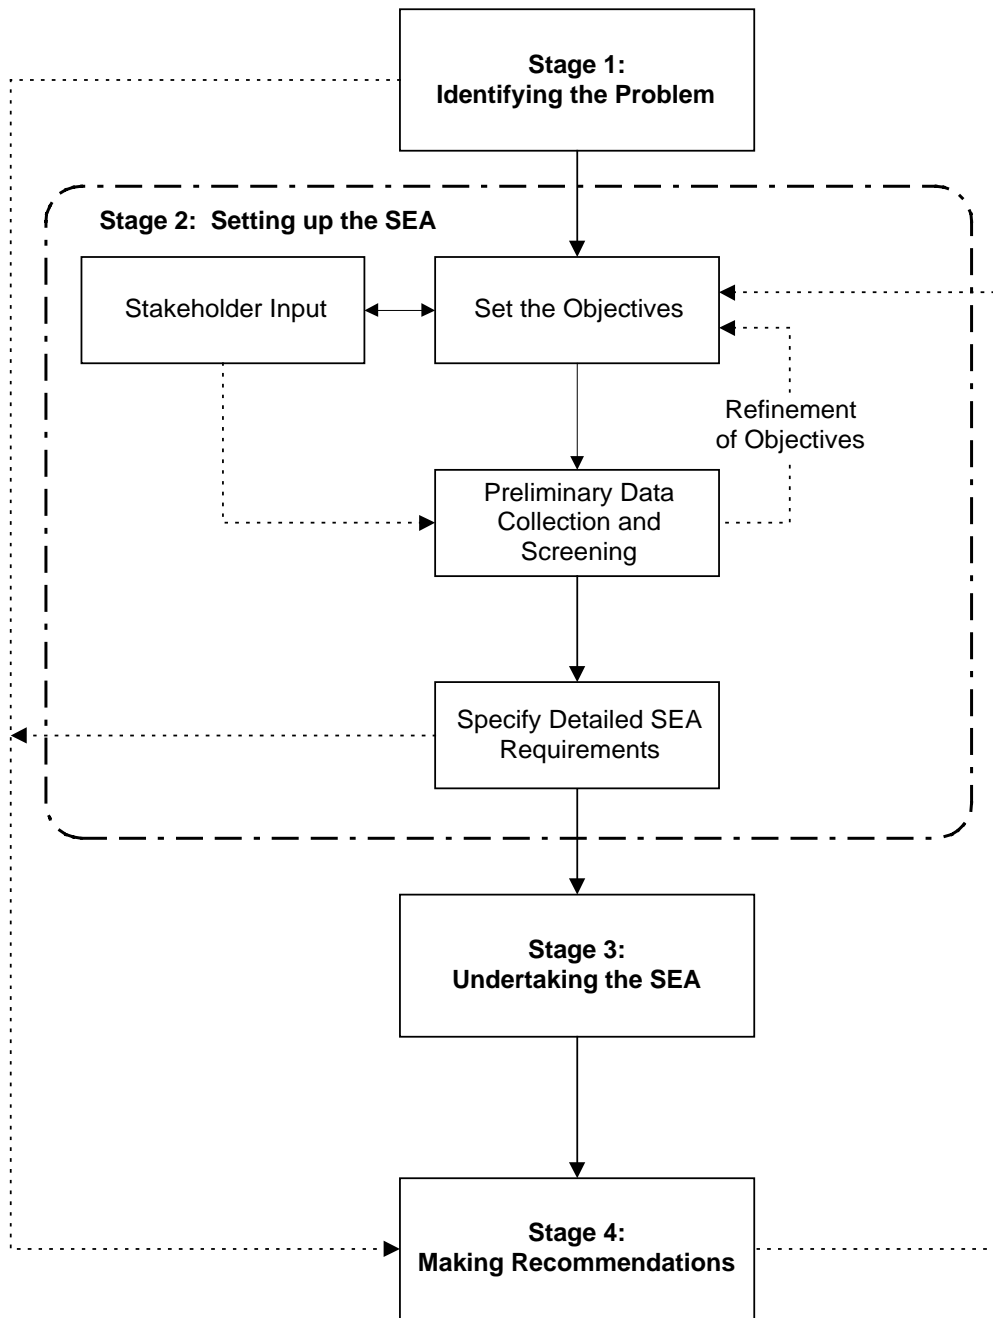 Stage 1:
Identifying the Problem
Stage 2:  Setting up the SEA
Stakeholder Input
Set the Objectives
Refinement
of Objectives
Preliminary Data
Collection and
Screening
Specify Detailed SEA
Requirements
Stage 3:
Undertaking the SEA
Stage 4:
Making Recommendations